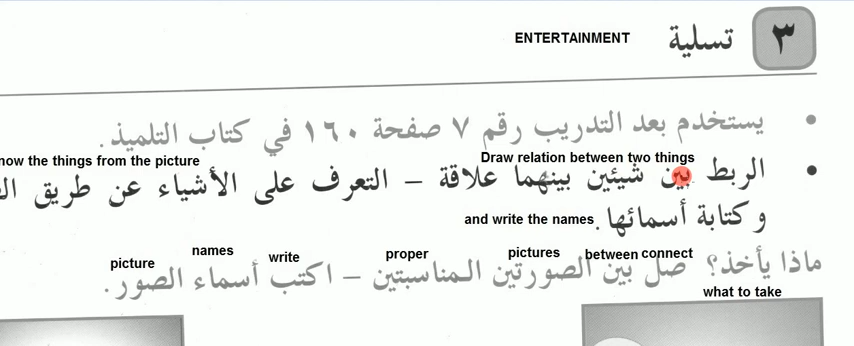 ٣ تسلية ENTERTAINMENT
• يستخدم بعد التدريب رقم ٧ صفحة ١٦٠ في كتاب التلميذ.
now the things from the picture Draw relation between two things
• الربط بين شيئين بينهما علاقة – التعرف على الأشياء عن طريق
و كتابة أسمائها. and write the names
picture names write proper pictures between connect
ماذا يأخذ؟ صل بين الصورتين المناسبتين – اكتب أسماء الصور.
what to take